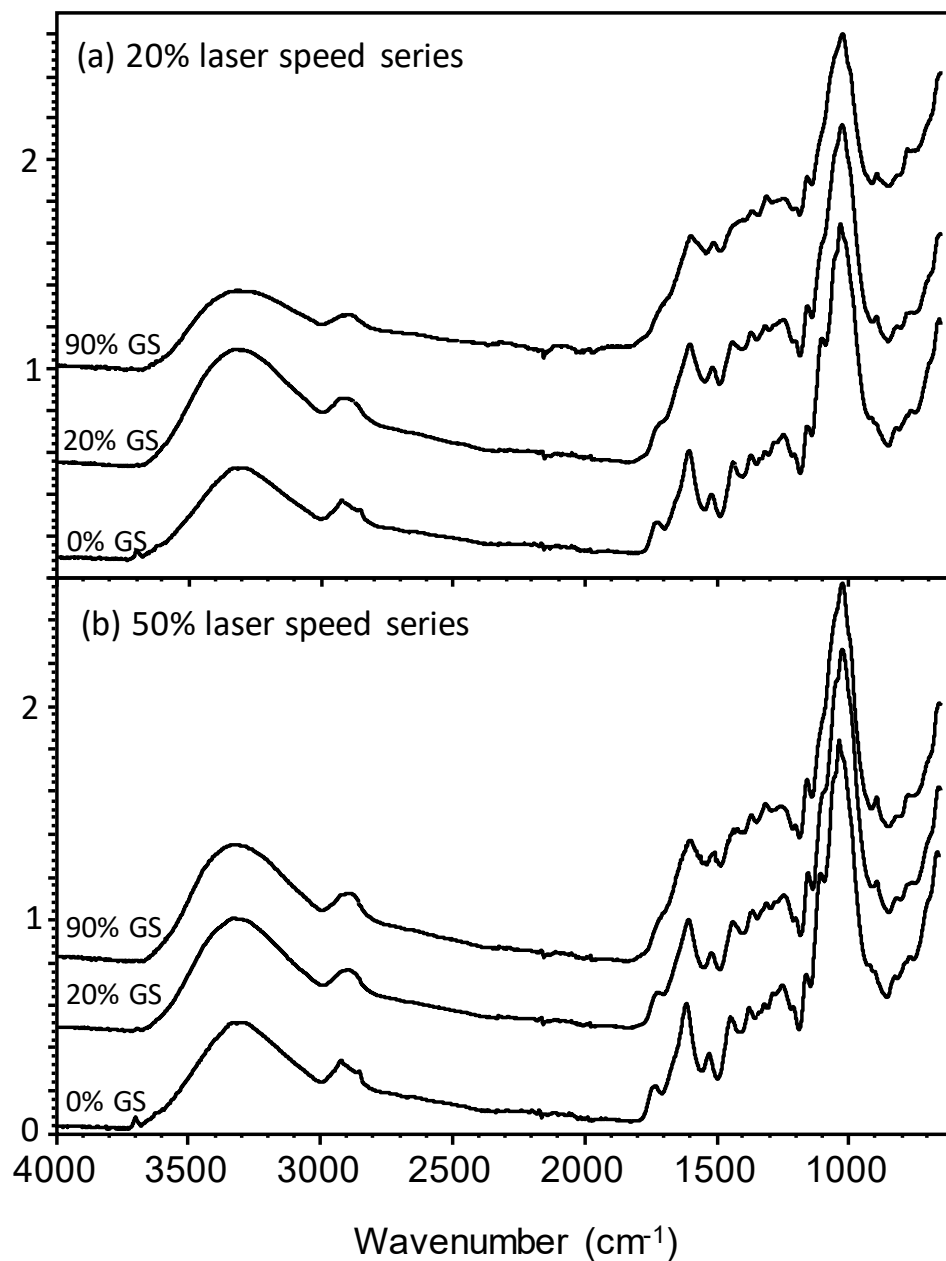 (a) 20% laser speed series
2
90% GS
1
20% GS
0% GS
(b) 50% laser speed series
2
90% GS
1
20% GS
0% GS
0
4000 3500 3000 2500 2000 1500 1000
Wavenumber (cm⁻¹)